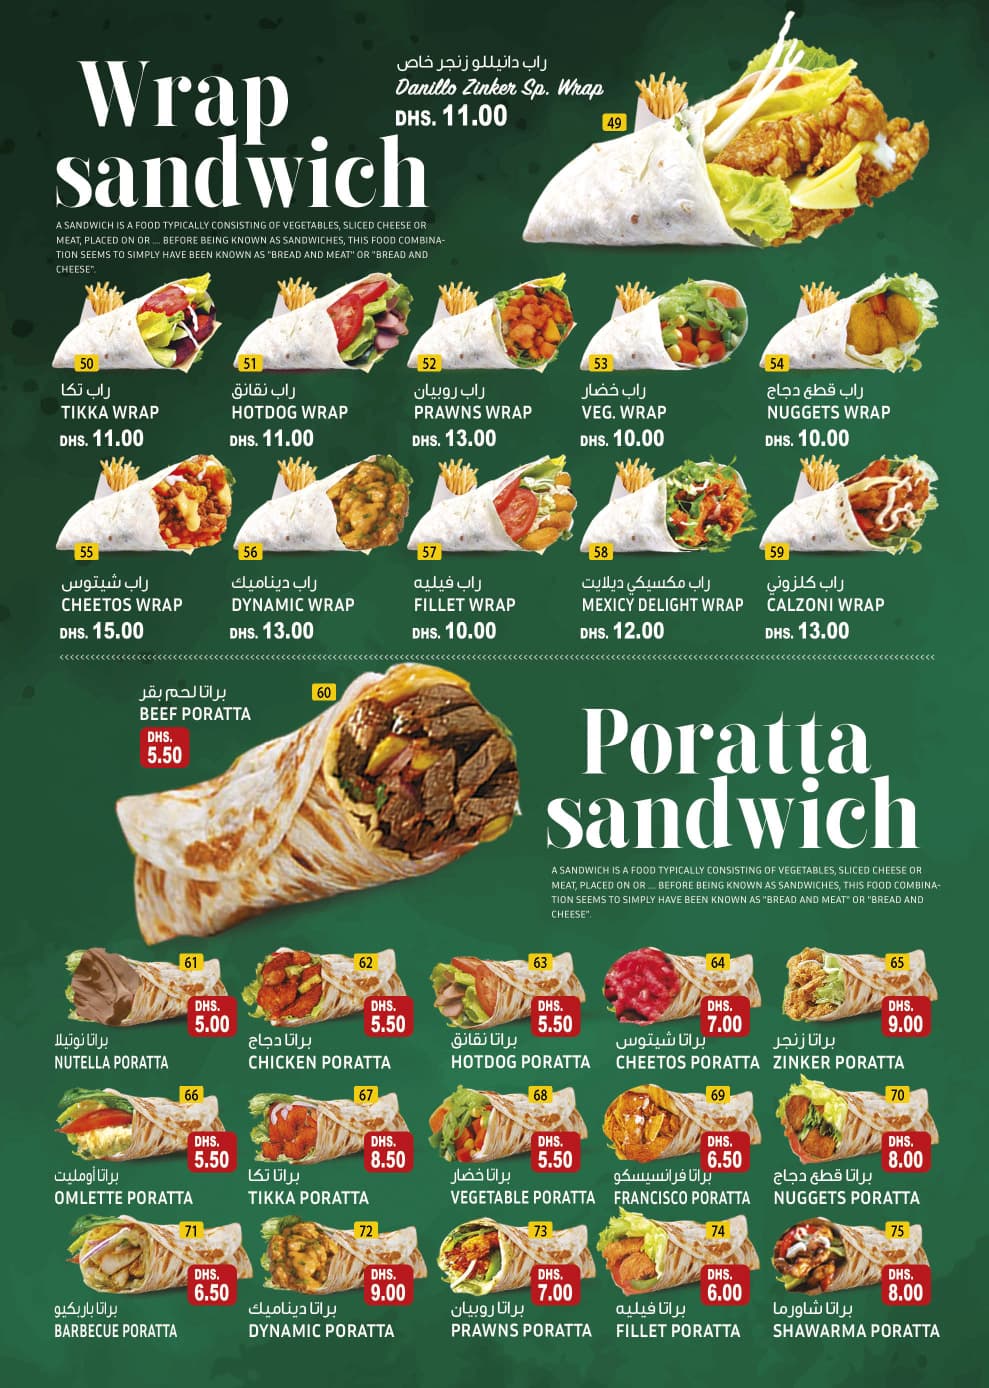 Wrap
sandwich
A SANDWICH IS A FOOD TYPICALLY CONSISTING OF VEGETABLES, SLICED CHEESE OR
MEAT, PLACED ON OR ... BEFORE BEING KNOWN AS SANDWICHES, THIS FOOD COMBINA-
TION SEEMS TO SIMPLY HAVE BEEN KNOWN AS "BREAD AND MEAT" OR "BREAD AND
CHEESE".
راب دانيللو زنجر خاص
Danillo Zinker Sp. Wrap
DHS. 11.00
49
50
راب تكا
TIKKA WRAP
DHS. 11.00
51
راب نقانق
HOTDOG WRAP
DHS. 11.00
52
راب روبيان
PRAWNS WRAP
DHS. 13.00
53
راب خضار
VEG. WRAP
DHS. 10.00
54
راب قطع دجاج
NUGGETS WRAP
DHS. 10.00
55
راب شيتوس
CHEETOS WRAP
DHS. 15.00
56
راب ديناميك
DYNAMIC WRAP
DHS. 13.00
57
راب فيليه
FILLET WRAP
DHS. 10.00
58
راب مكسيكي ديلايت
MEXICY DELIGHT WRAP
DHS. 12.00
59
راب كلزوني
CALZONI WRAP
DHS. 13.00
60
براتا لحم بقر
BEEF PORATTA
DHS.
5.50
Poratta
sandwich
A SANDWICH IS A FOOD TYPICALLY CONSISTING OF VEGETABLES, SLICED CHEESE OR
MEAT, PLACED ON OR ... BEFORE BEING KNOWN AS SANDWICHES, THIS FOOD COMBINA-
TION SEEMS TO SIMPLY HAVE BEEN KNOWN AS "BREAD AND MEAT" OR "BREAD AND
CHEESE".
61
DHS.
5.00
براتا نوتيلا
NUTELLA PORATTA
62
DHS.
5.50
براتا دجاج
CHICKEN PORATTA
63
DHS.
5.50
براتا نقانق
HOTDOG PORATTA
64
DHS.
7.00
براتا شيتوس
CHEETOS PORATTA
65
DHS.
9.00
براتا زنجر
ZINKER PORATTA
66
DHS.
5.50
براتا أومليت
OMLETTE PORATTA
67
DHS.
8.50
براتا تكا
TIKKA PORATTA
68
DHS.
5.50
براتا خضار
VEGETABLE PORATTA
69
DHS.
6.50
براتا فرانسيسكو
FRANCISCO PORATTA
70
DHS.
8.00
براتا قطع دجاج
NUGGETS PORATTA
71
DHS.
6.50
براتا باربكيو
BARBECUE PORATTA
72
DHS.
9.00
براتا ديناميك
DYNAMIC PORATTA
73
DHS.
7.00
براتا روبيان
PRAWNS PORATTA
74
DHS.
6.00
براتا فيليه
FILLET PORATTA
75
DHS.
8.00
براتا شاورما
SHAWARMA PORATTA